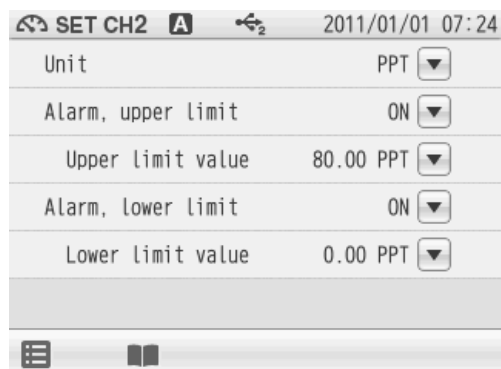 SET CH2 A 2 2011/01/01 07:24
Unit PPT
Alarm, upper limit ON
Upper limit value 80.00 PPT
Alarm, lower limit ON
Lower limit value 0.00 PPT